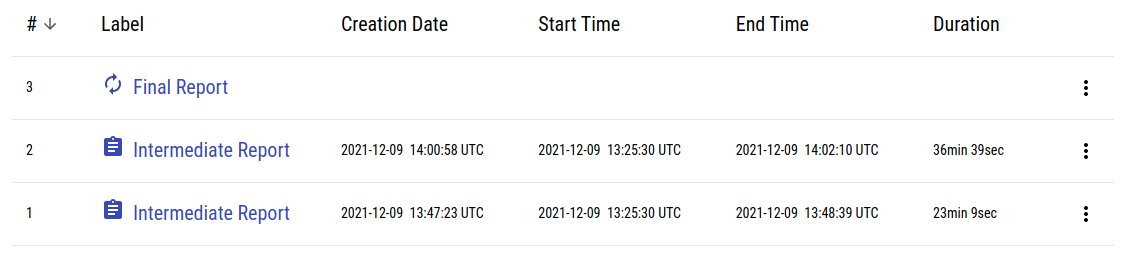 # Label Creation Date Start Time End Time Duration
3 Final Report
2 Intermediate Report 2021-12-09 14:00:58 UTC 2021-12-09 13:25:30 UTC 2021-12-09 14:02:10 UTC 36min 39sec
1 Intermediate Report 2021-12-09 13:47:23 UTC 2021-12-09 13:25:30 UTC 2021-12-09 13:48:39 UTC 23min 9sec